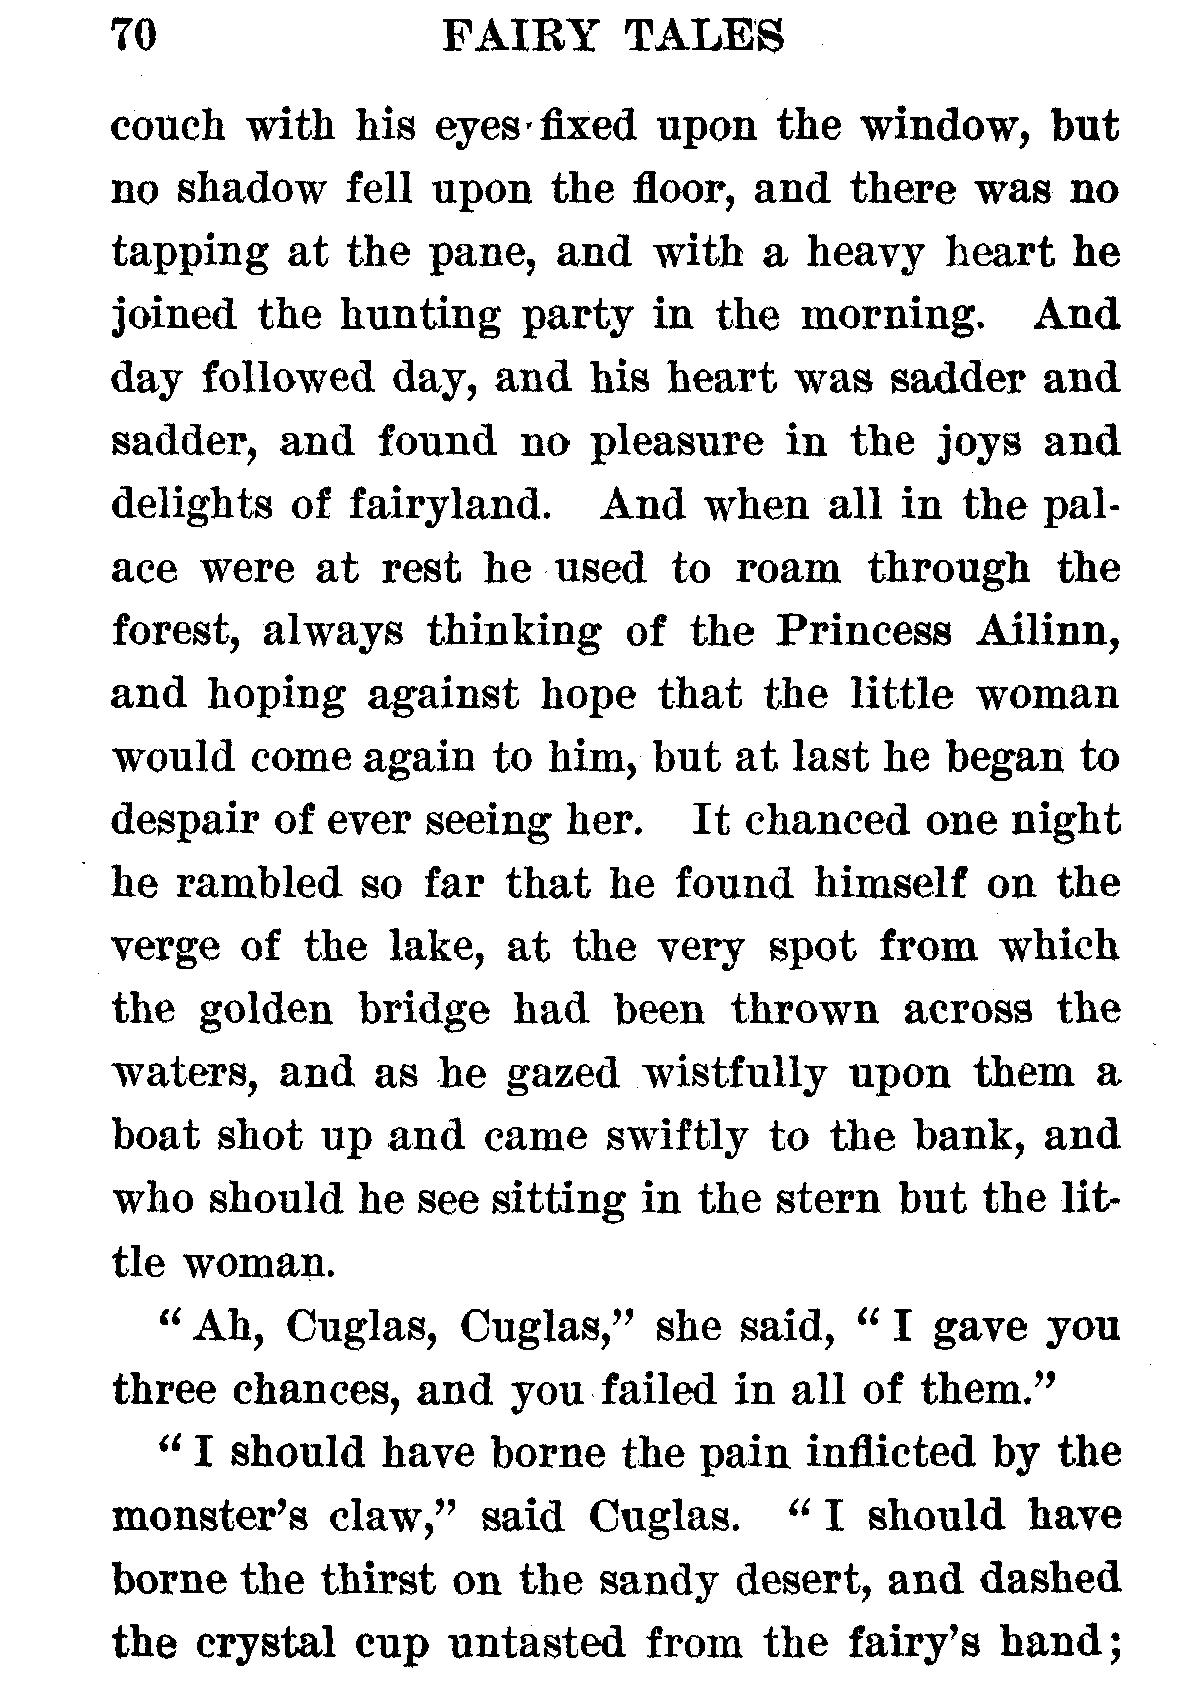 70 FAIRY TALES
couch with his eyes fixed upon the window, but
no shadow fell upon the floor, and there was no
tapping at the pane, and with a heavy heart he
joined the hunting party in the morning. And
day followed day, and his heart was sadder and
sadder, and found no pleasure in the joys and
delights of fairyland. And when all in the pal-
ace were at rest he used to roam through the
forest, always thinking of the Princess Ailinn,
and hoping against hope that the little woman
would come again to him, but at last he began to
despair of ever seeing her. It chanced one night
he rambled so far that he found himself on the
verge of the lake, at the very spot from which
the golden bridge had been thrown across the
waters, and as he gazed wistfully upon them a
boat shot up and came swiftly to the bank, and
who should he see sitting in the stern but the lit-
tle woman.
“ Ah, Cuglas, Cuglas,” she said, “ I gave you
three chances, and you failed in all of them.”
“ I should have borne the pain inflicted by the
monster’s claw,” said Cuglas. “ I should have
borne the thirst on the sandy desert, and dashed
the crystal cup untasted from the fairy’s hand;